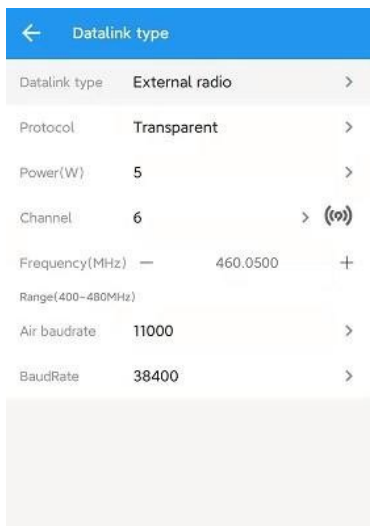 Datalink type
Datalink type External radio
Protocol Transparent
Power(W) 5
Channel 6
Frequency(MHz) — 460.0500 +
Range(400~480MHz)
Air baudrate 11000
BaudRate 38400